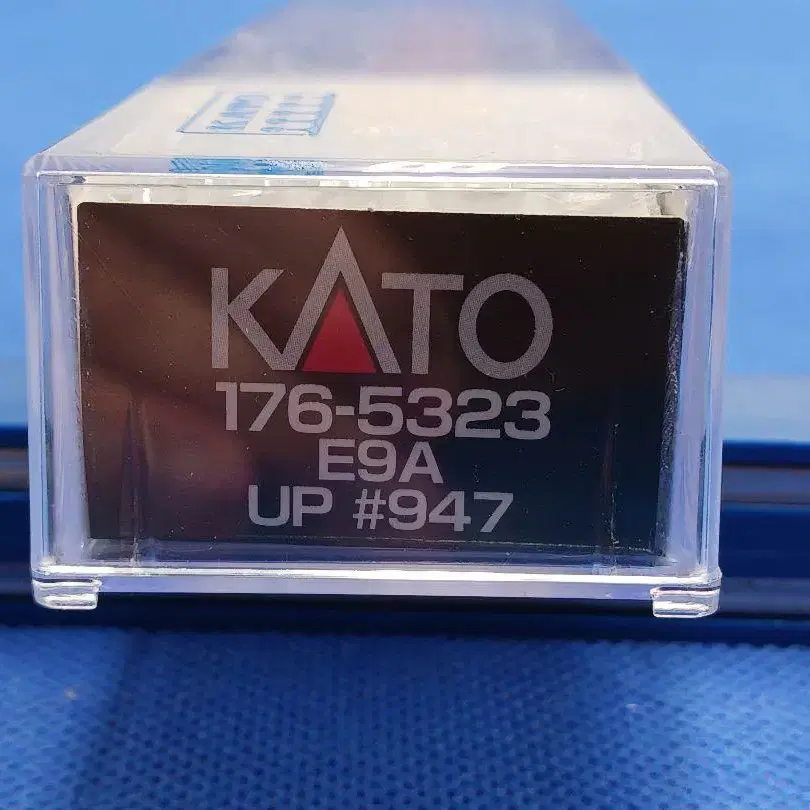 KATO
176-5323
E9A
UP #947